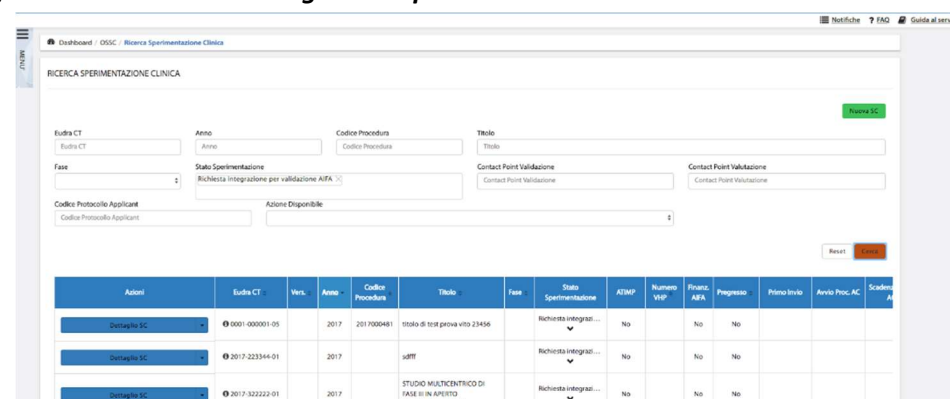 Notifiche ? FAQ Guida al serv
MENU'
Dashboard / OSSC / Ricerca Sperimentazione Clinica
RICERCA SPERIMENTAZIONE CLINICA
Nuova SC
Eudra CT Anno Codice Procedura Titolo
Eudra CT Anno Codice Procedura Titolo
Fase Stato Sperimentazione Contact Point Validazione Contact Point Valutazione
Richiesta integrazione per validazione AIFA × Contact Point Validazione Contact Point Valutazione
Codice Protocollo Applicant Azione Disponibile
Codice Protocollo Applicant
Reset Cerca
Azioni Eudra CT Vers. Anno Codice Procedura Titolo Fase Stato Sperimentazione ATIMP Numero VHP Finanz. AIFA Pregresso Primo Invio Avvio Proc. AC Scadenza AC
Dettaglio SC 0001-000001-05 2017 2017000481 titolo di test prova vito 23456 Richiesta integrazi... No No No
Dettaglio SC 2017-223344-01 2017 sdfff Richiesta integrazi... No No No
STUDIO MULTICENTRICO DI
Dettaglio SC 2017-322222-01 2017 FASE III IN APERTO Richiesta integrazi... No No No